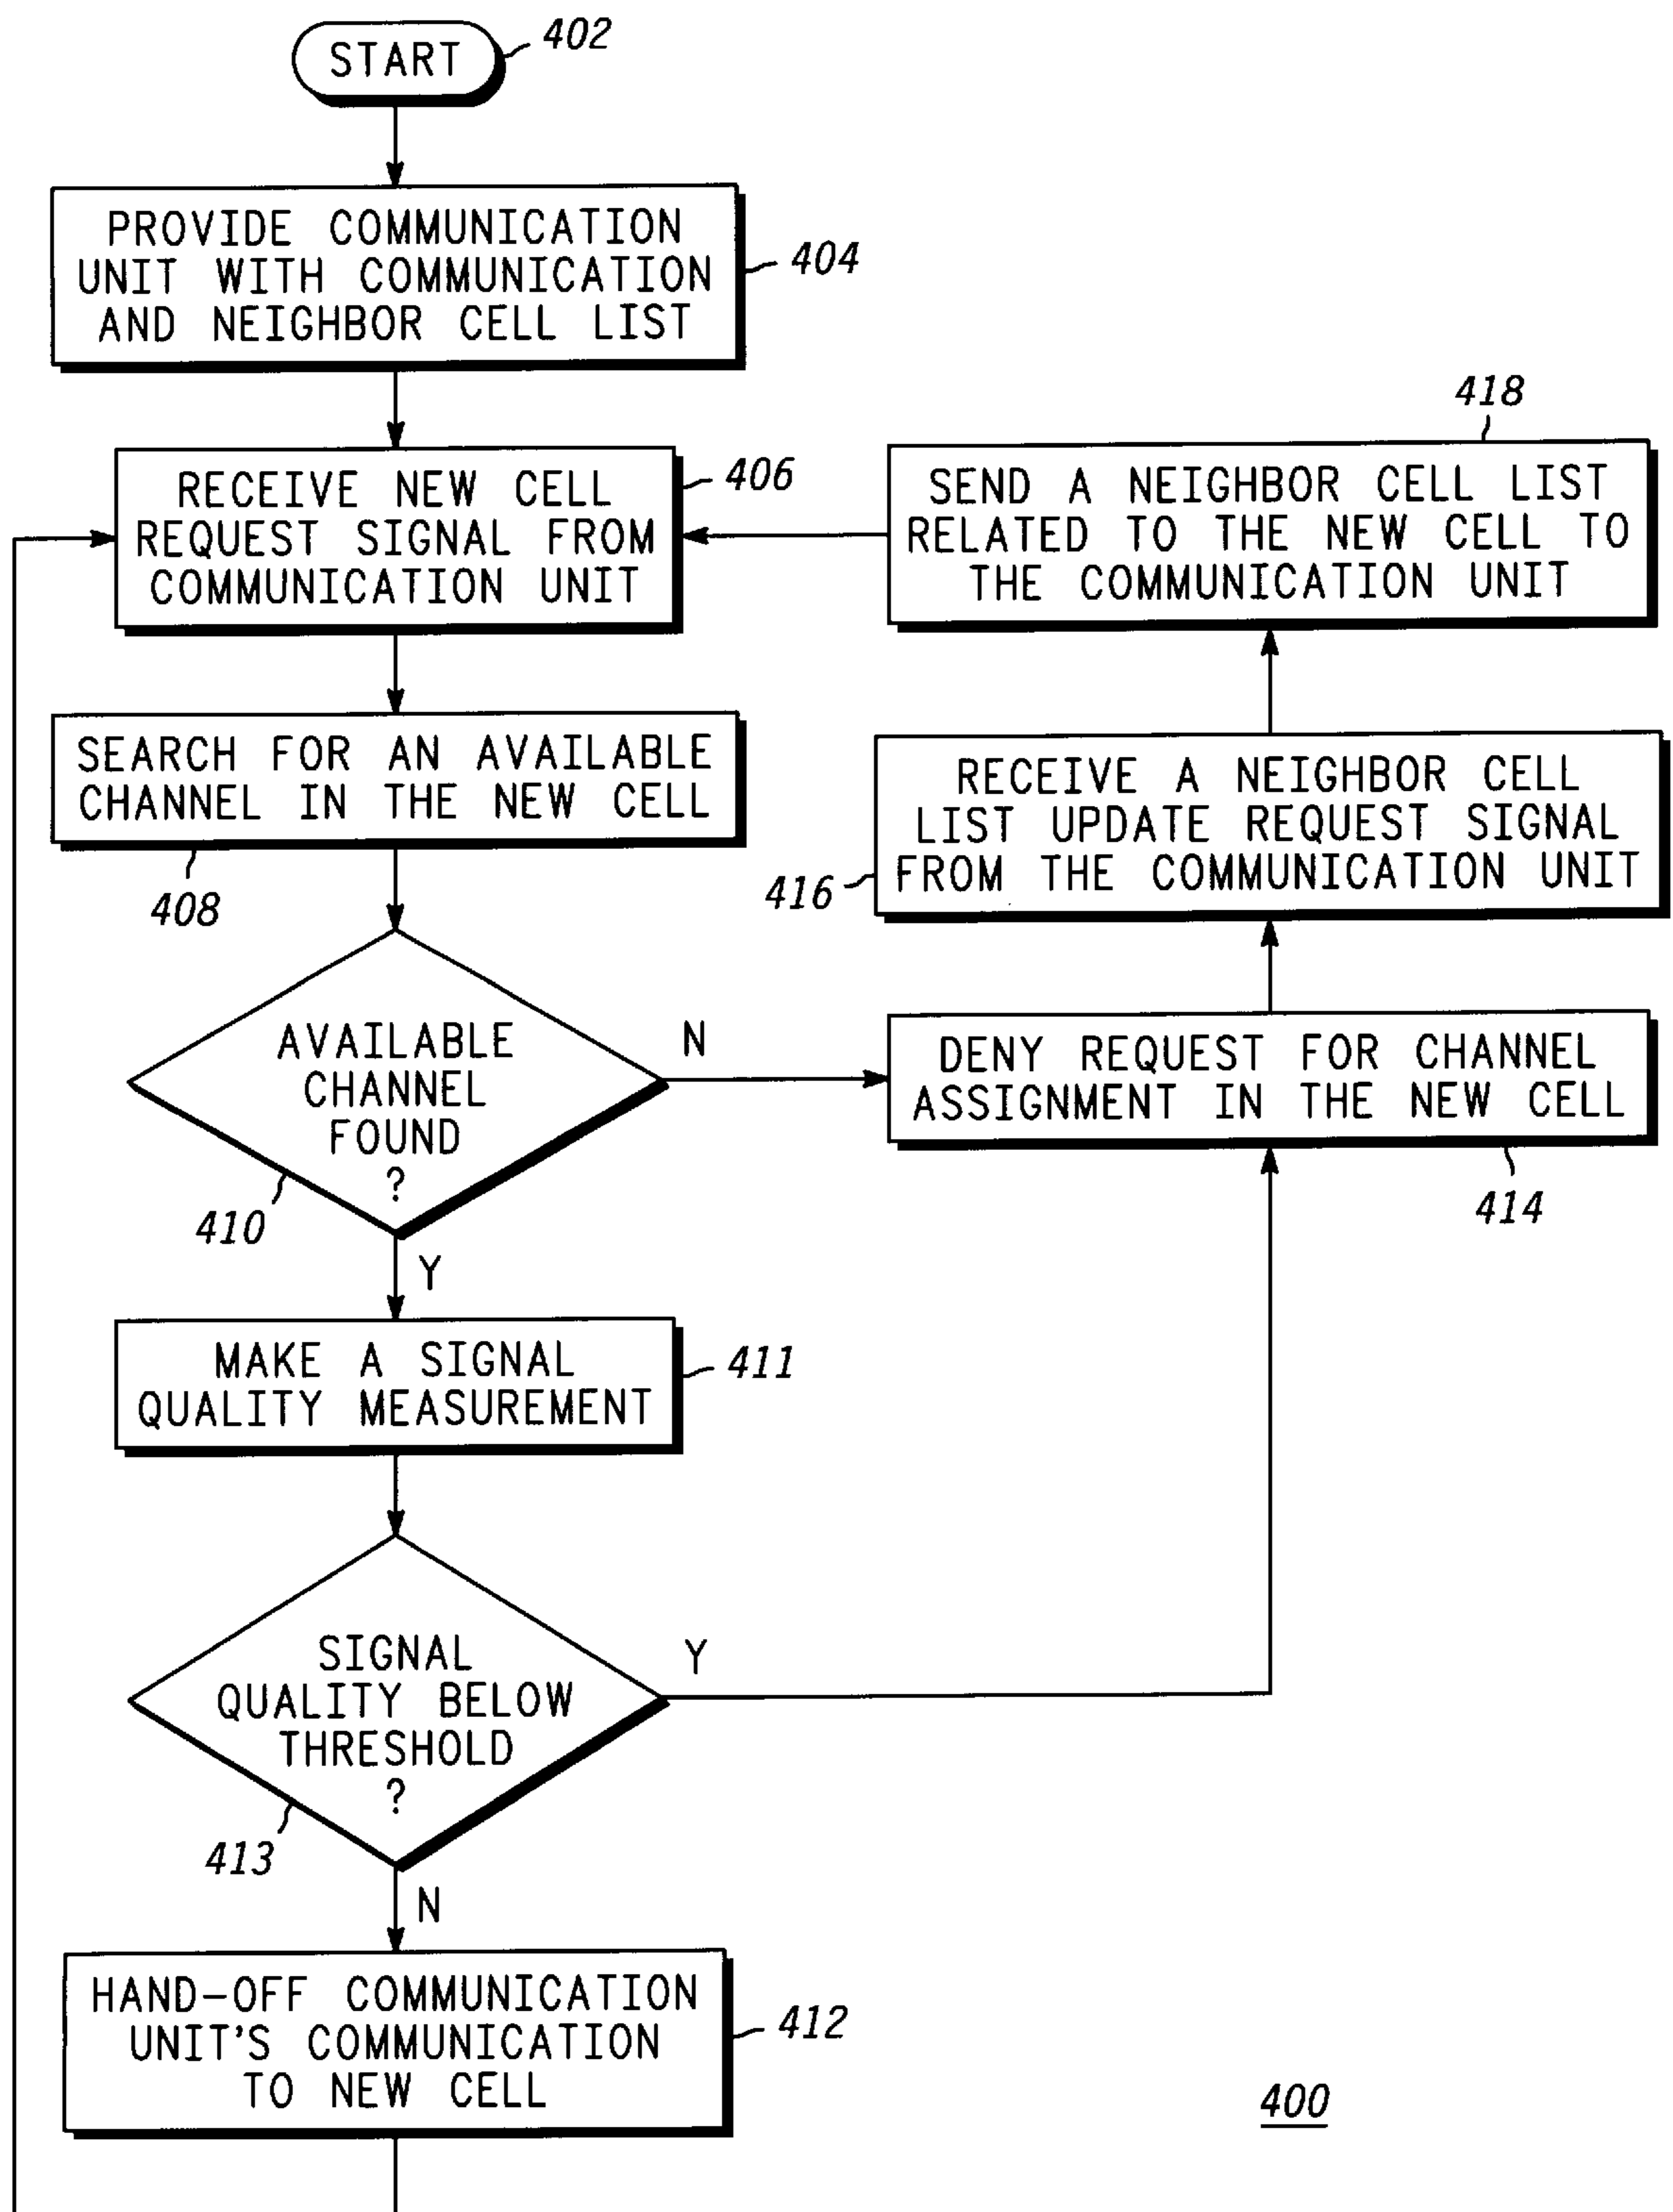 START
402
PROVIDE COMMUNICATION
UNIT WITH COMMUNICATION
AND NEIGHBOR CELL LIST
404
RECEIVE NEW CELL
REQUEST SIGNAL FROM
COMMUNICATION UNIT
406
418
SEND A NEIGHBOR CELL LIST
RELATED TO THE NEW CELL TO
THE COMMUNICATION UNIT
SEARCH FOR AN AVAILABLE
CHANNEL IN THE NEW CELL
408
RECEIVE A NEIGHBOR CELL
LIST UPDATE REQUEST SIGNAL
FROM THE COMMUNICATION UNIT
416
AVAILABLE
CHANNEL
FOUND
?
410
N
Y
DENY REQUEST FOR CHANNEL
ASSIGNMENT IN THE NEW CELL
414
MAKE A SIGNAL
QUALITY MEASUREMENT
411
SIGNAL
QUALITY BELOW
THRESHOLD
?
413
Y
N
HAND-OFF COMMUNICATION
UNIT'S COMMUNICATION
TO NEW CELL
412
400